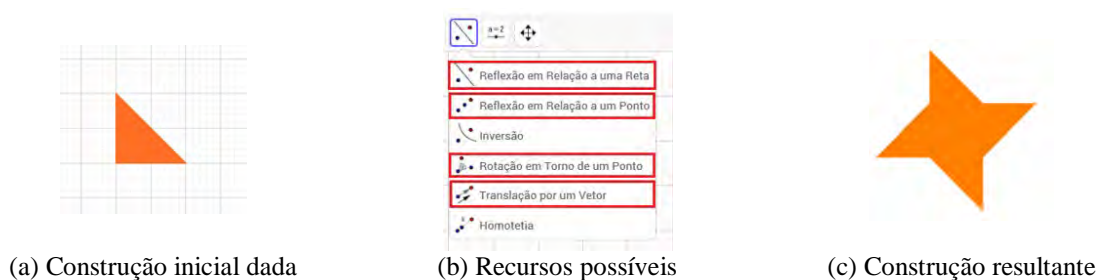 a=2
Reflexão em Relação a uma Reta
Reflexão em Relação a um Ponto
Inversão
Rotação em Torno de um Ponto
Translação por um Vetor
Homotetia
(a) Construção inicial dada
(b) Recursos possíveis
(c) Construção resultante